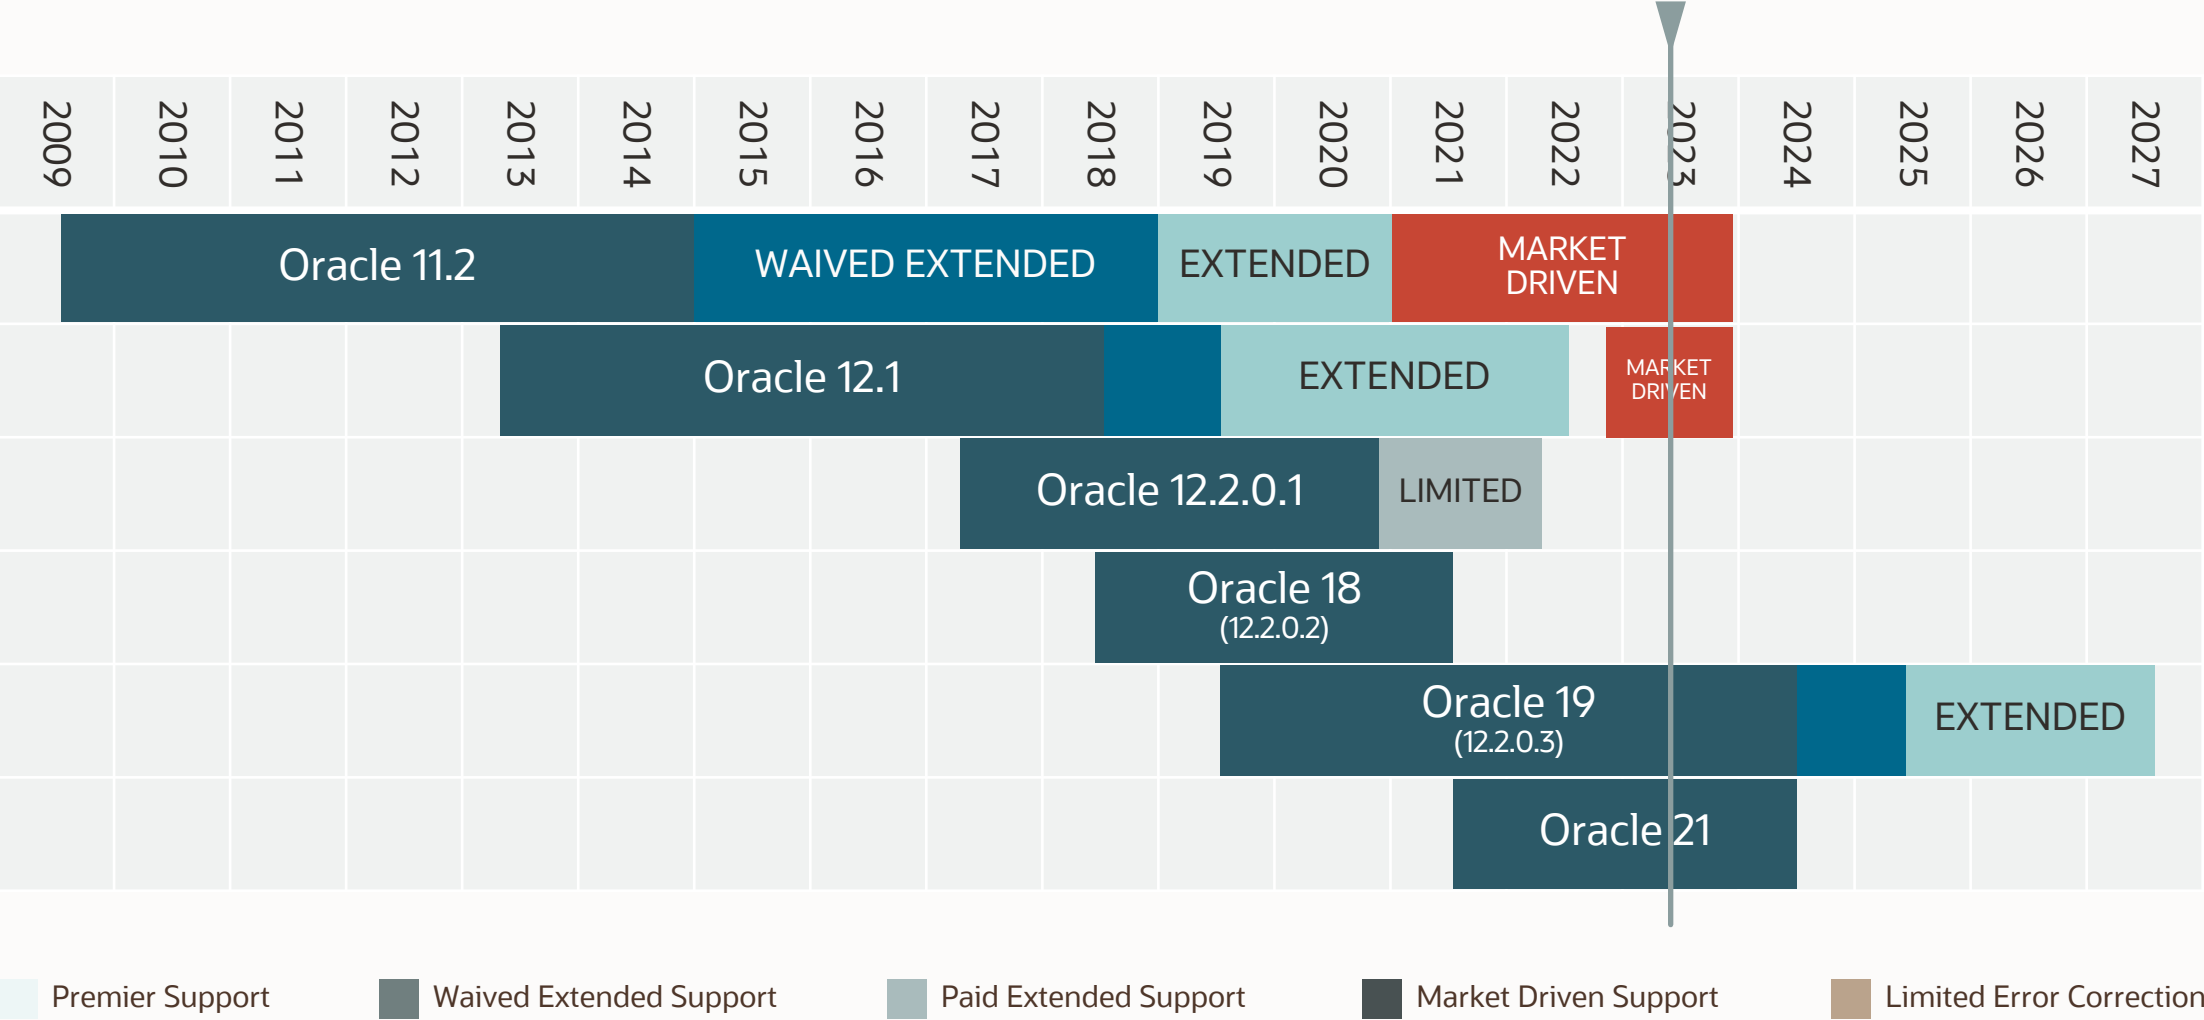 2009
2010
2011
2012
2013
2014
2015
2016
2017
2018
2019
2020
2021
2022
2023
2024
2025
2026
2027
Oracle 11.2
WAIVED EXTENDED
EXTENDED
MARKET
DRIVEN
Oracle 12.1
EXTENDED
MARKET
DRIVEN
Oracle 12.2.0.1
LIMITED
Oracle 18
(12.2.0.2)
Oracle 19
(12.2.0.3)
EXTENDED
Oracle 21
Premier Support
Waived Extended Support
Paid Extended Support
Market Driven Support
Limited Error Correction